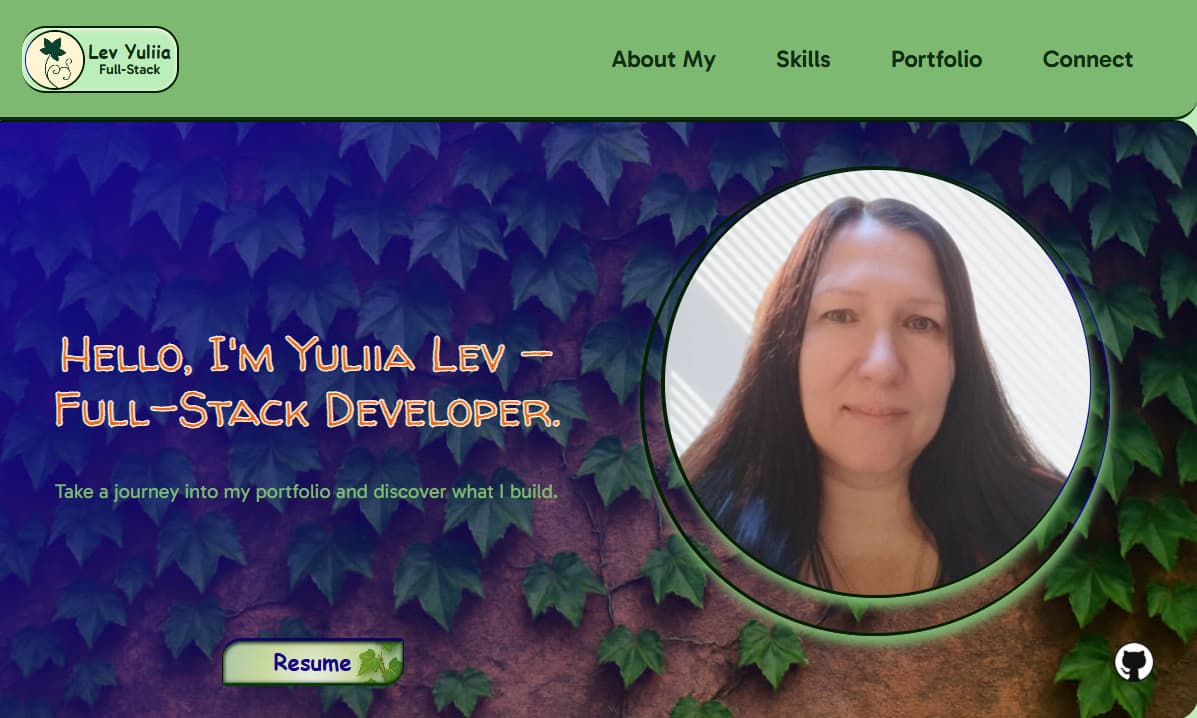 Lev Yuliia
Full-Stack
About My
Skills
Portfolio
Connect
Hello, I'm Yuliia Lev –
Full-Stack Developer.
Take a journey into my portfolio and discover what I build.
Resume